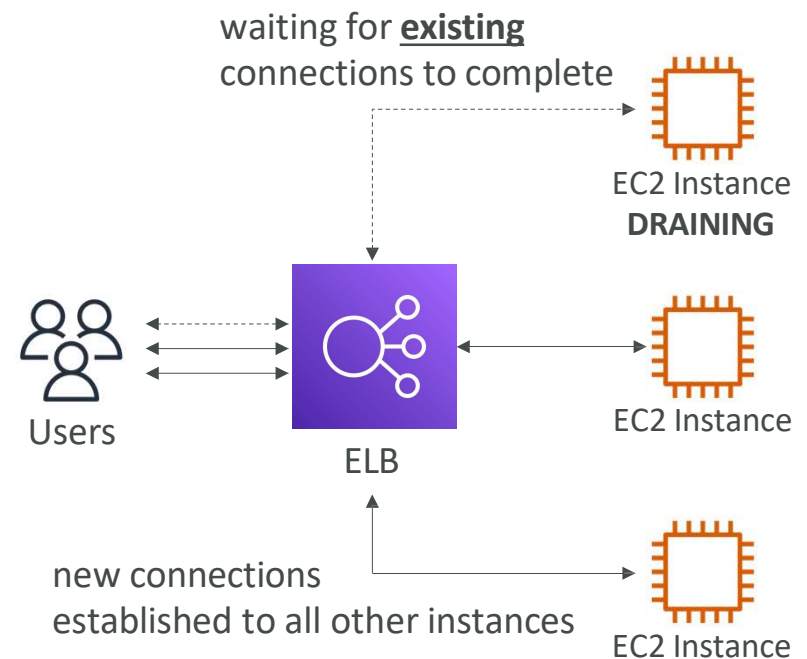 waiting for existing
connections to complete
EC2 Instance
DRAINING
Users
ELB
EC2 Instance
new connections
established to all other instances
EC2 Instance